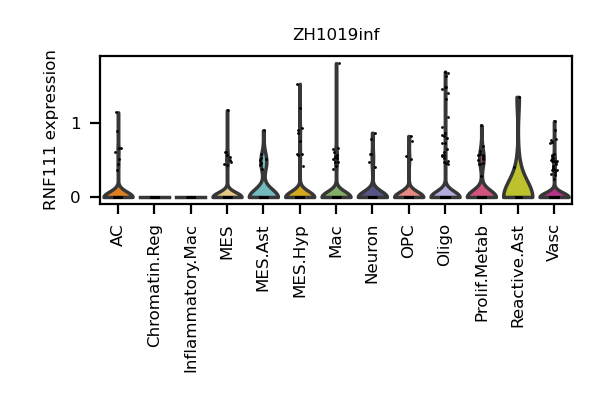 ZH1019inf
RNF111 expression
1
0
AC
Chromatin.Reg
Inflammatory.Mac
MES
MES.Ast
MES.Hyp
Mac
Neuron
OPC
Oligo
Prolif.Metab
Reactive.Ast
Vasc